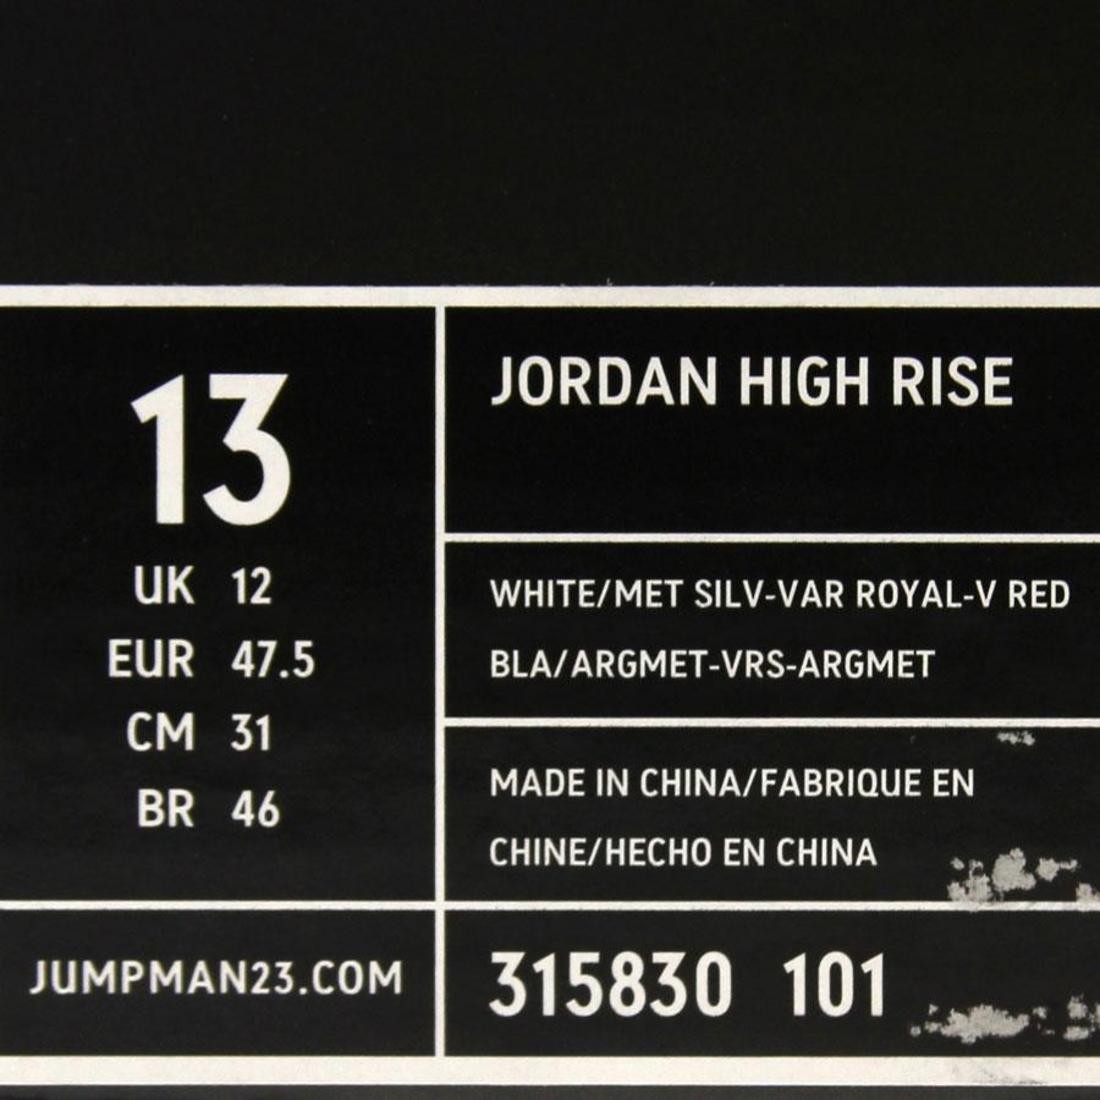 13
UK 12
EUR 47.5
CM 31
BR 46
JUMPMAN23.COM
JORDAN HIGH RISE
WHITE/MET SILV-VAR ROYAL-V RED
BLA/ARGMET-VRS-ARGMET
MADE IN CHINA/FABRIQUE EN
CHINE/HECHO EN CHINA
315830 101